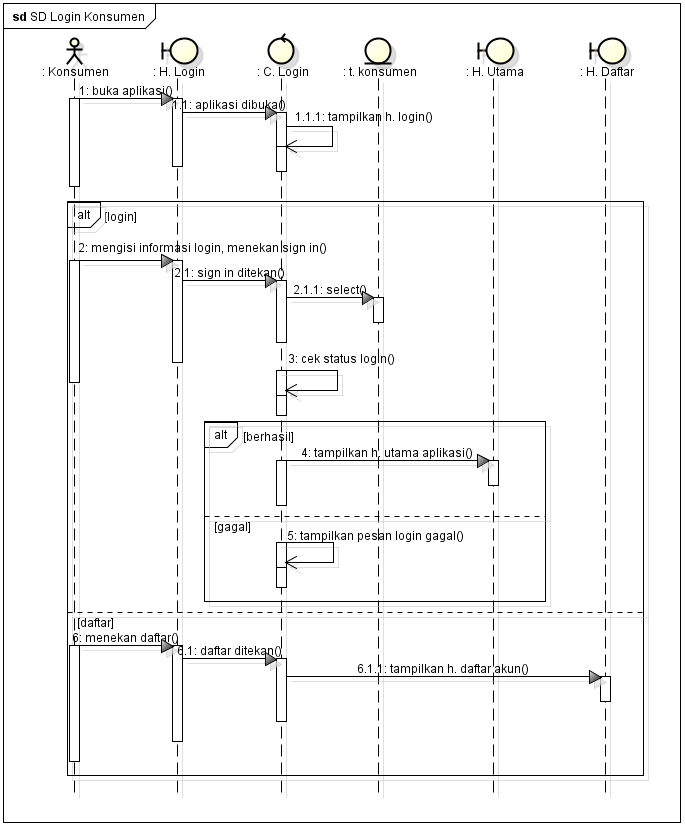 sd SD Login Konsumen
: Konsumen
: H. Login
: C. Login
: t. konsumen
: H. Utama
: H. Daftar
1: buka aplikasi()
1.1: aplikasi dibuka()
1.1.1: tampilkan h. login()
alt
[login]
2: mengisi informasi login, menekan sign in()
2.1: sign in ditekan()
2.1.1: select()
3: cek status login()
alt
[berhasil]
4: tampilkan h. utama aplikasi()
[gagal]
5: tampilkan pesan login gagal()
[daftar]
6: menekan daftar()
6.1: daftar ditekan()
6.1.1: tampilkan h. daftar akun()